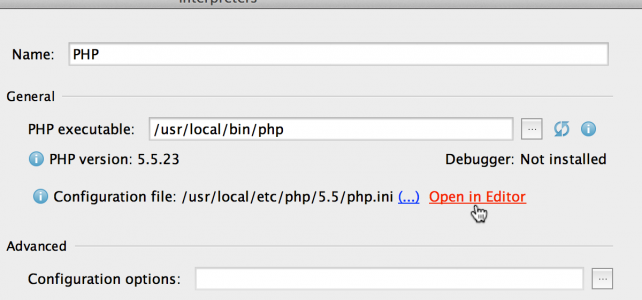 Interpreters
Name: PHP
General
PHP executable: /usr/local/bin/php ...
PHP version: 5.5.23 Debugger: Not installed
Configuration file: /usr/local/etc/php/5.5/php.ini (...) Open in Editor
Advanced
Configuration options: ...